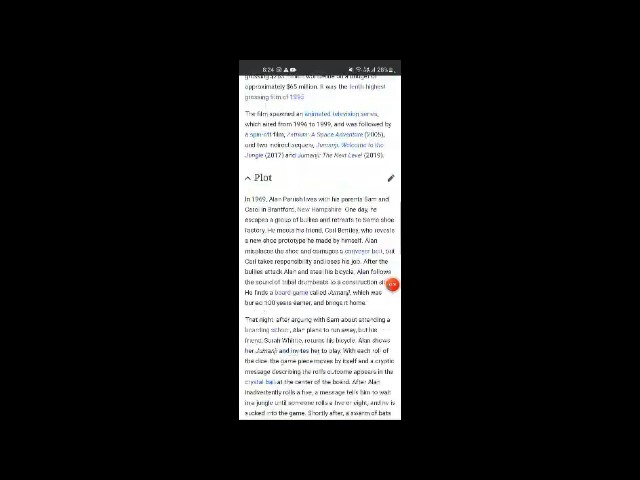 8:24
28%
approximately $65 million. It was the tenth highest
grossing film of 1995.
The film spawned an animated television series,
which aired from 1996 to 1999, and was followed by
a spin-off film, Zathura: A Space Adventure (2005),
and two indirect sequels, Jumanji: Welcome to the
Jungle (2017) and Jumanji: The Next Level (2019).
Plot
In 1969, Alan Parrish lives with his parents Sam and
Carol in Brantford, New Hampshire. One day, he
escapes a group of bullies and retreats to Sam's shoe
factory. He meets his friend, Carl Bentley, who reveals
a new shoe prototype he made by himself. Alan
misplaces the shoe and damages a conveyor belt, but
Carl takes responsibility and loses his job. After the
bullies attack Alan and steal his bicycle, Alan follows
the sound of tribal drumbeats to a construction
He finds a board game called Jumanji, which was
buried 100 years earlier, and brings it home.
That night, after arguing with Sam about attending a
boarding school, Alan plans to run away, but his
friend, Sarah Whittle, returns his bicycle. Alan shows
her Jumanji and invites her to play. With each roll of
the dice, the game piece moves by itself and a cryptic
message describing the roll's outcome appears in the
crystal ball at the center of the board. After Alan
inadvertently rolls a five, a message tells him to wait
in a jungle until someone rolls a five or eight, and he is
sucked into the game. Shortly after, a swarm of bats